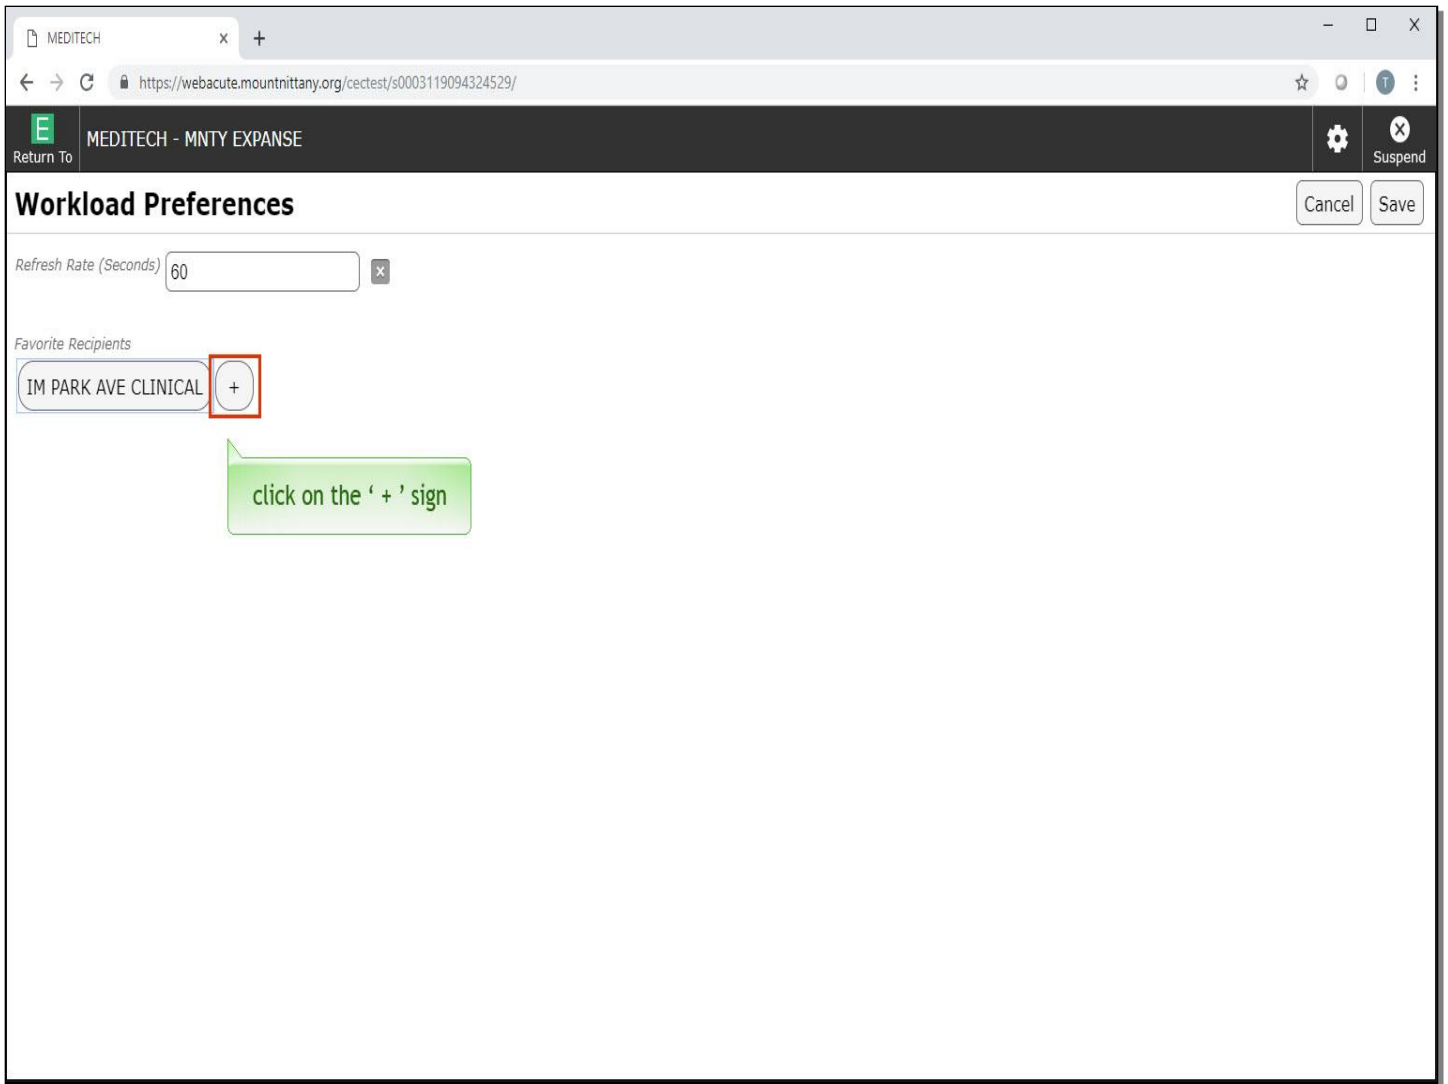 MEDITECH
https://webacute.mountnittany.org/cectest/s0003119094324529/
T
E
Return To
MEDITECH - MNTY EXPANSE
Suspend
Workload Preferences
Cancel
Save
Refresh Rate (Seconds) 60
Favorite Recipients
IM PARK AVE CLINICAL +
click on the ‘ + ’ sign